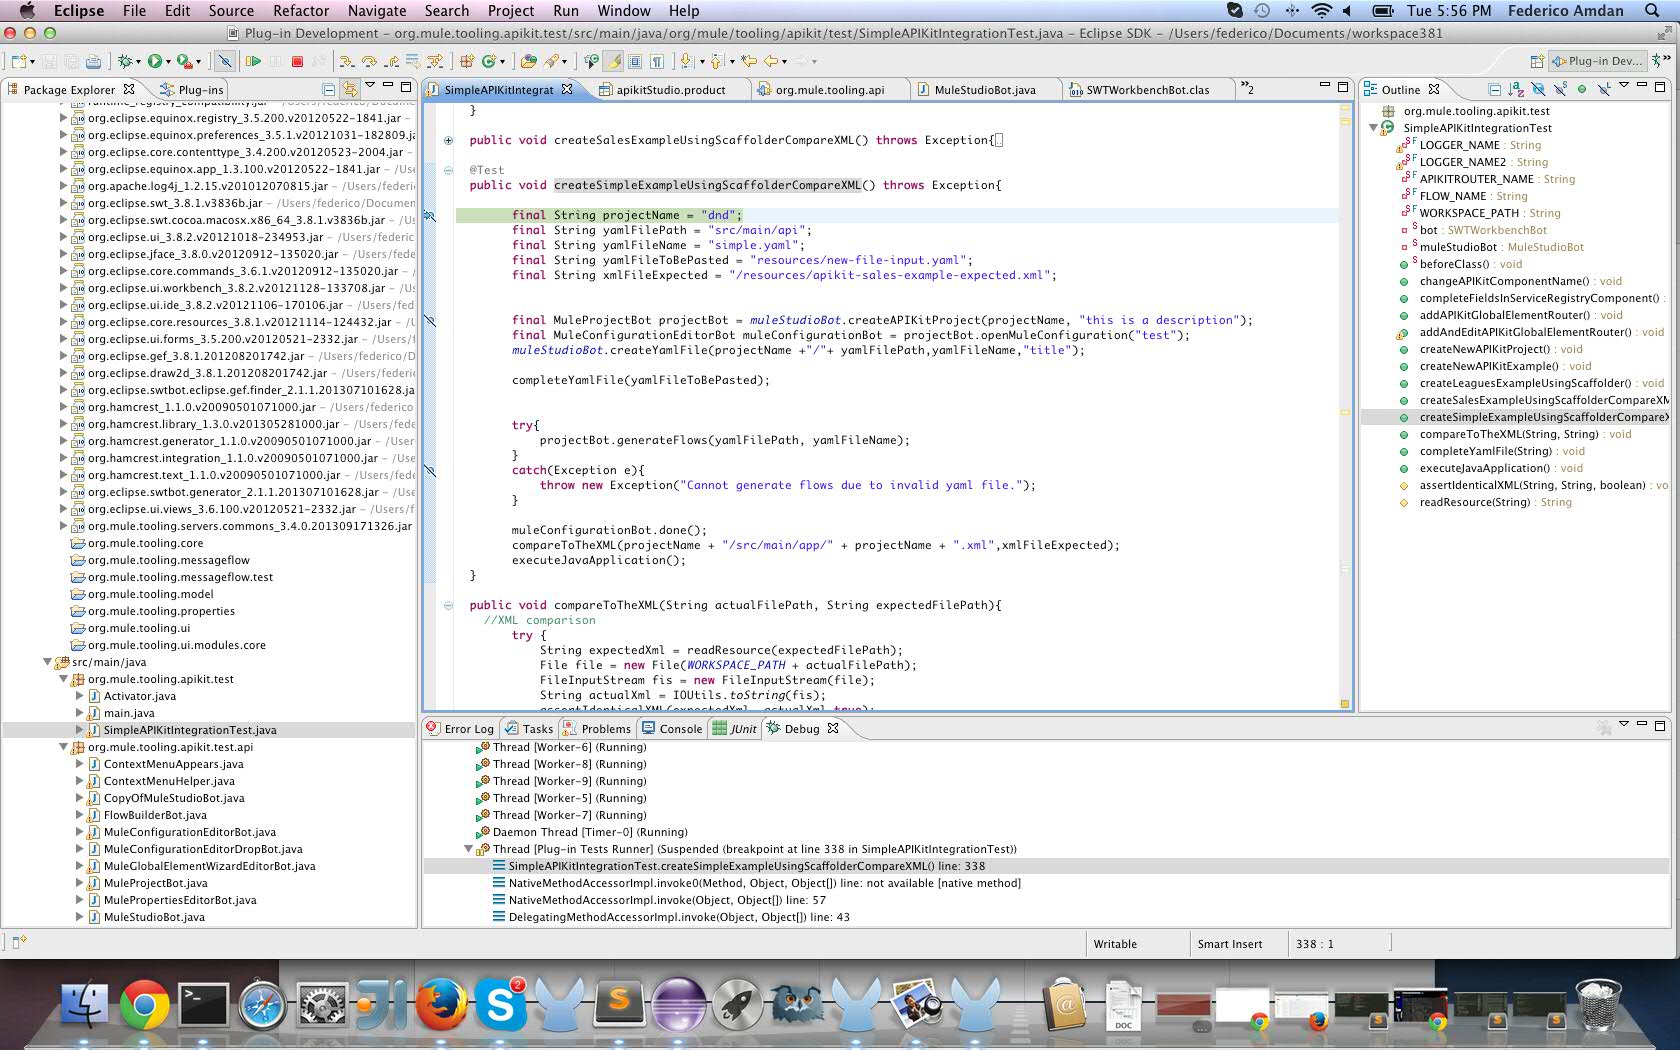 Eclipse File Edit Source Refactor Navigate Search Project Run Window Help Tue 5:56 PM Federico Amdan
Plug-in Development – org.mule.tooling.apikit.test/src/main/java/org/mule/tooling/apikit/test/SimpleAPIKitIntegrationTest.java – Eclipse SDK – /Users/federico/Documents/workspace381
Plug-in Dev...
Package Explorer
Plug-ins
runtime_registry_compatibility.jar – /Users/federic
org.eclipse.equinox.registry_3.5.200.v20120522-1841.jar –
org.eclipse.equinox.preferences_3.5.1.v20121031-182809.ja
org.eclipse.core.contenttype_3.4.200.v20120523-2004.jar –
org.eclipse.equinox.app_1.3.100.v20120522-1841.jar – /Us
org.apache.log4j_1.2.15.v201012070815.jar – /Users/federi
org.eclipse.swt_3.8.1.v3836b.jar – /Users/federico/Documen
org.eclipse.swt.cocoa.macosx.x86_64_3.8.1.v3836b.jar – /Us
org.eclipse.ui_3.8.2.v20121018-234953.jar – /Users/federic
org.eclipse.jface_3.8.0.v20120912-135020.jar – /Users/fed
org.eclipse.core.commands_3.6.1.v20120912-135020.jar – /
org.eclipse.ui.workbench_3.8.2.v20121128-133708.jar – /Us
org.eclipse.ui.ide_3.8.2.v20121106-170106.jar – /Users/fed
org.eclipse.core.resources_3.8.1.v20121114-124432.jar – /U
org.eclipse.ui.forms_3.5.200.v20120521-2332.jar – /Users/f
org.eclipse.gef_3.8.1.201208201742.jar – /Users/federico/D
org.eclipse.draw2d_3.8.1.201208201742.jar – /Users/federi
org.eclipse.swtbot.eclipse.gef.finder_2.1.1.201307101628.ja
org.hamcrest_1.1.0.v20090501071000.jar – /Users/federico
org.hamcrest.library_1.3.0.v201305281000.jar – /Users/fede
org.hamcrest.generator_1.1.0.v20090501071000.jar – /Users
org.hamcrest.integration_1.1.0.v20090501071000.jar – /User
org.hamcrest.text_1.1.0.v20090501071000.jar – /Users/fede
org.eclipse.swtbot.generator_2.1.1.201307101628.jar – /Use
org.eclipse.ui.views_3.6.100.v20120521-2332.jar – /Users/f
org.mule.tooling.servers.commons_3.4.0.201309171326.jar
org.mule.tooling.core
org.mule.tooling.messageflow
org.mule.tooling.messageflow.test
org.mule.tooling.model
org.mule.tooling.properties
org.mule.tooling.ui
org.mule.tooling.ui.modules.core
src/main/java
org.mule.tooling.apikit.test
Activator.java
main.java
SimpleAPIKitIntegrationTest.java
org.mule.tooling.apikit.test.api
ContextMenuAppears.java
ContextMenuHelper.java
CopyOfMuleStudioBot.java
FlowBuilderBot.java
MuleConfigurationEditorBot.java
MuleConfigurationEditorDropBot.java
MuleGlobalElementWizardEditorBot.java
MuleProjectBot.java
MulePropertiesEditorBot.java
MuleStudioBot.java
SimpleAPIKitIntegrat apikitStudio.product org.mule.tooling.api MuleStudioBot.java SWTWorkbenchBot.clas »2
}
public void createSalesExampleUsingScaffolderCompareXML() throws Exception{
@Test
public void createSimpleExampleUsingScaffolderCompareXML() throws Exception{
final String projectName = "dnd";
final String yamlFilePath = "src/main/api";
final String yamlFileName = "simple.yaml";
final String yamlFileToBePasted = "resources/new-file-input.yaml";
final String xmlFileExpected = "/resources/apikit-sales-example-expected.xml";
final MuleProjectBot projectBot = muleStudioBot.createAPIKitProject(projectName, "this is a description");
final MuleConfigurationEditorBot muleConfigurationBot = projectBot.openMuleConfiguration("test");
muleStudioBot.createYamlFile(projectName +"/"+ yamlFilePath,yamlFileName,"title");
completeYamlFile(yamlFileToBePasted);
try{
projectBot.generateFlows(yamlFilePath, yamlFileName);
}
catch(Exception e){
throw new Exception("Cannot generate flows due to invalid yaml file.");
}
muleConfigurationBot.done();
compareToTheXML(projectName + "/src/main/app/" + projectName + ".xml",xmlFileExpected);
executeJavaApplication();
}
public void compareToTheXML(String actualFilePath, String expectedFilePath){
//XML comparison
try {
String expectedXml = readResource(expectedFilePath);
File file = new File(WORKSPACE_PATH + actualFilePath);
FileInputStream fis = new FileInputStream(file);
String actualXml = IOUtils.toString(fis);
assertIdenticalXML(expectedXml, actualXml, true);
Outline
org.mule.tooling.apikit.test
SimpleAPIKitIntegrationTest
LOGGER_NAME : String
LOGGER_NAME2 : String
APIKITROUTER_NAME : String
FLOW_NAME : String
WORKSPACE_PATH : String
bot : SWTWorkbenchBot
muleStudioBot : MuleStudioBot
beforeClass() : void
changeAPIKitComponentName() : void
completeFieldsInServiceRegistryComponent() :
addAPIKitGlobalElementRouter() : void
addAndEditAPIKitGlobalElementRouter() : void
createNewAPIKitProject() : void
createNewAPIKitExample() : void
createLeaguesExampleUsingScaffolder() : void
createSalesExampleUsingScaffolderCompareXM
createSimpleExampleUsingScaffolderCompareX
compareToTheXML(String, String) : void
completeYamlFile(String) : void
executeJavaApplication() : void
assertIdenticalXML(String, String, boolean) : vo
readResource(String) : String
Error Log Tasks Problems Console JUnit Debug
Thread [Worker-6] (Running)
Thread [Worker-8] (Running)
Thread [Worker-9] (Running)
Thread [Worker-5] (Running)
Thread [Worker-7] (Running)
Daemon Thread [Timer-0] (Running)
Thread [Plug-in Tests Runner] (Suspended (breakpoint at line 338 in SimpleAPIKitIntegrationTest))
SimpleAPIKitIntegrationTest.createSimpleExampleUsingScaffolderCompareXML() line: 338
NativeMethodAccessorImpl.invoke0(Method, Object, Object[]) line: not available [native method]
NativeMethodAccessorImpl.invoke(Object, Object[]) line: 57
DelegatingMethodAccessorImpl.invoke(Object, Object[]) line: 43
Writable Smart Insert 338 : 1
2
DOC